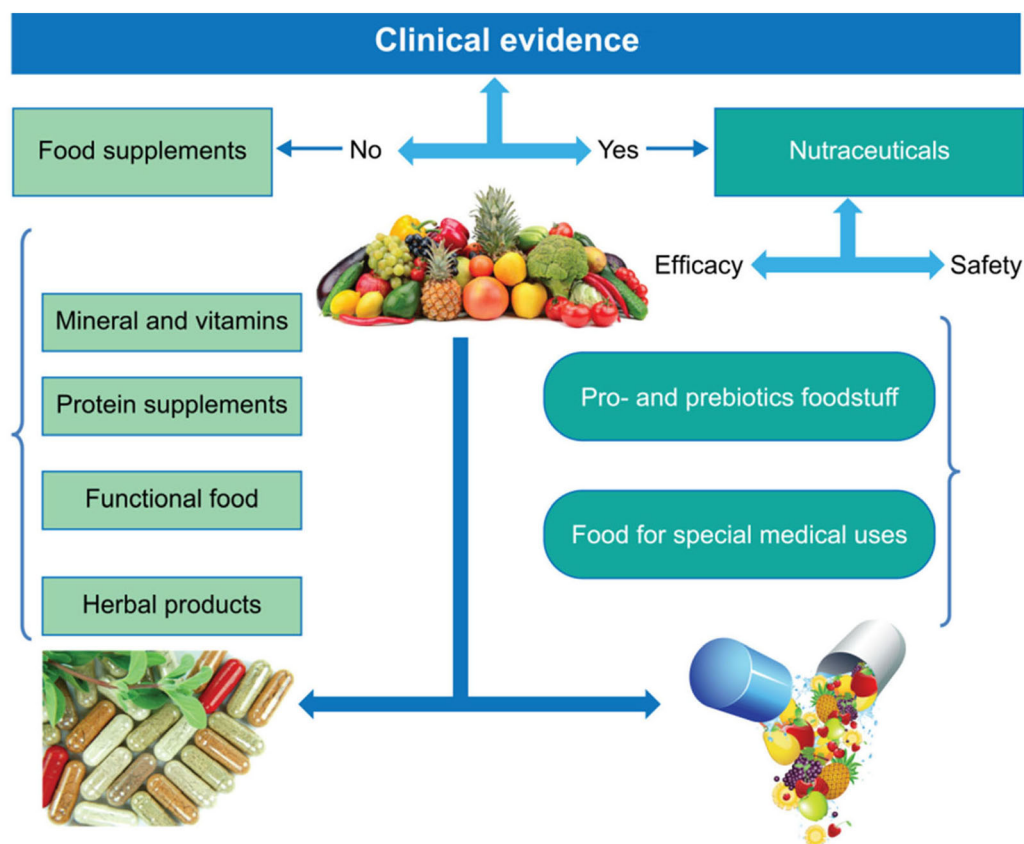 Clinical evidence
Food supplements
No
Yes
Nutraceuticals
Efficacy
Safety
Mineral and vitamins
Protein supplements
Functional food
Herbal products
Pro- and prebiotics foodstuff
Food for special medical uses